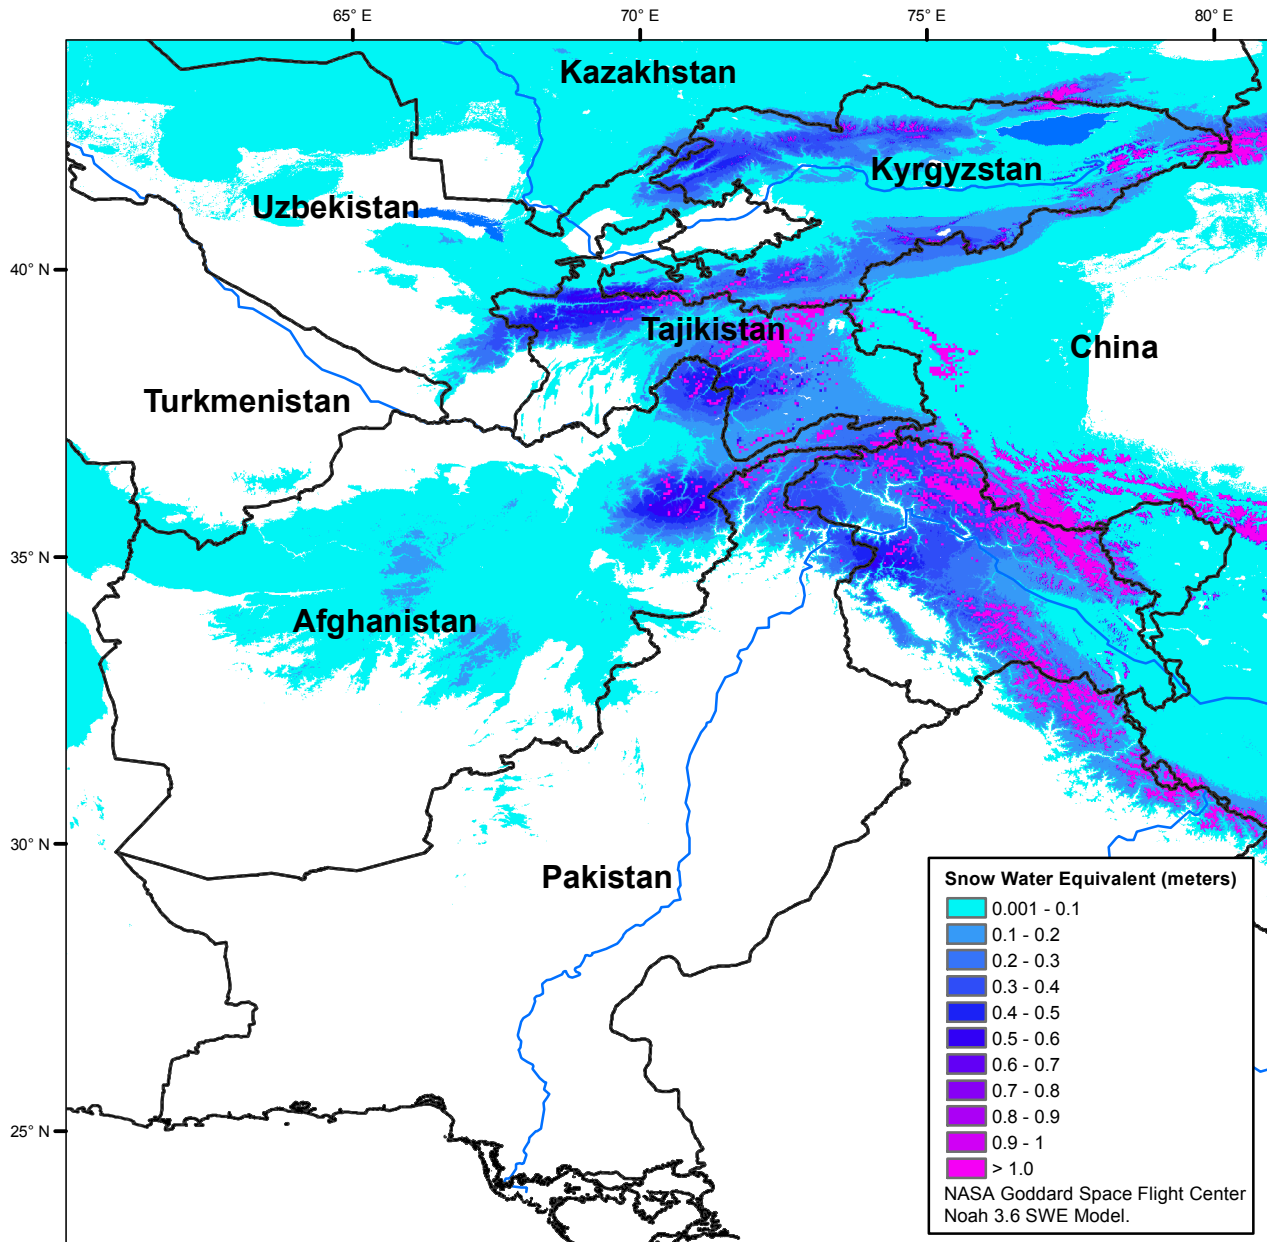 65° E
70° E
75° E
80° E
Kazakhstan
Kyrgyzstan
Uzbekistan
40° N
Tajikistan
China
Turkmenistan
35° N
Afghanistan
30° N
Pakistan
25° N
Snow Water Equivalent (meters)
0.001 - 0.1
0.1 - 0.2
0.2 - 0.3
0.3 - 0.4
0.4 - 0.5
0.5 - 0.6
0.6 - 0.7
0.7 - 0.8
0.8 - 0.9
0.9 - 1
> 1.0
NASA Goddard Space Flight Center
Noah 3.6 SWE Model.